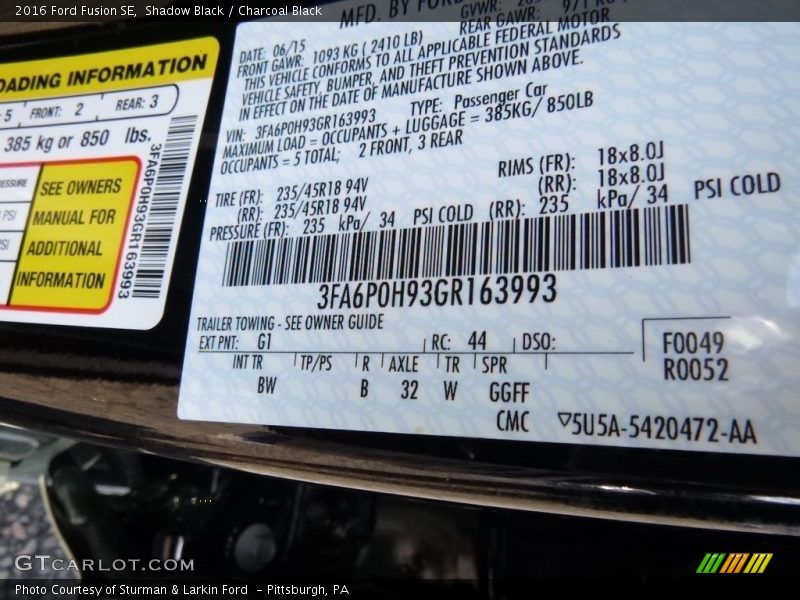 2016 Ford Fusion SE, Shadow Black / Charcoal Black
OADING INFORMATION
5 FRONT: 2 REAR: 3
385 kg or 850 lbs.
PSI
SEE OWNERS
MANUAL FOR
ADDITIONAL
INFORMATION
3FA6P0H93GR163993
MFD. BY FORD
GVWR:
DATE: 06/15 REAR GAWR: 971 KG
FRONT GAWR: 1093 KG ( 2410 LB)
THIS VEHICLE CONFORMS TO ALL APPLICABLE FEDERAL MOTOR
VEHICLE SAFETY, BUMPER, AND THEFT PREVENTION STANDARDS
IN EFFECT ON THE DATE OF MANUFACTURE SHOWN ABOVE.
VIN: 3FA6P0H93GR163993 TYPE: Passenger Car
MAXIMUM LOAD = OCCUPANTS + LUGGAGE = 385KG/ 850LB
OCCUPANTS = 5 TOTAL; 2 FRONT, 3 REAR
TIRE (FR): 235/45R18 94V RIMS (FR): 18x8.0J
(RR): 235/45R18 94V (RR): 18x8.0J
PRESSURE (FR): 235 kPa/ 34 PSI COLD (RR): 235 kPa/ 34 PSI COLD
3FA6P0H93GR163993
TRAILER TOWING - SEE OWNER GUIDE
EXT PNT: G1 RC: 44 DSO: F0049
R0052
INT TR TP/PS R AXLE TR SPR
BW B 32 W GGFF
CMC ▽5U5A-5420472-AA
GTCARLOT.COM
Photo Courtesy of Sturman & Larkin Ford - Pittsburgh, PA